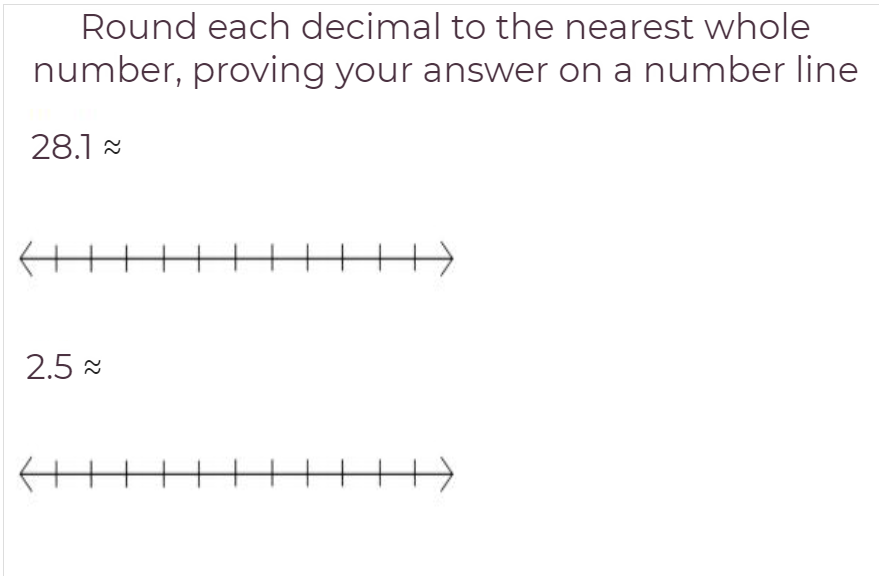 Round each decimal to the nearest whole
number, proving your answer on a number line
28.1 ≈
2.5 ≈